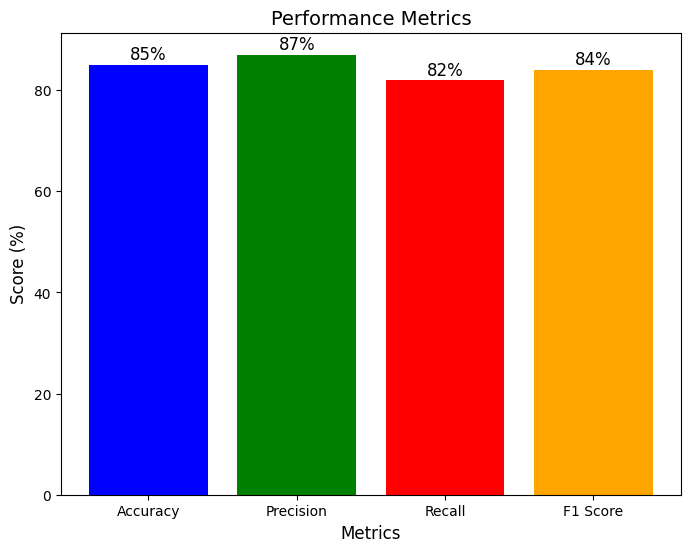 Performance Metrics
85%
87%
82%
84%
80
60
40
20
0
Score (%)
Accuracy
Precision
Recall
F1 Score
Metrics